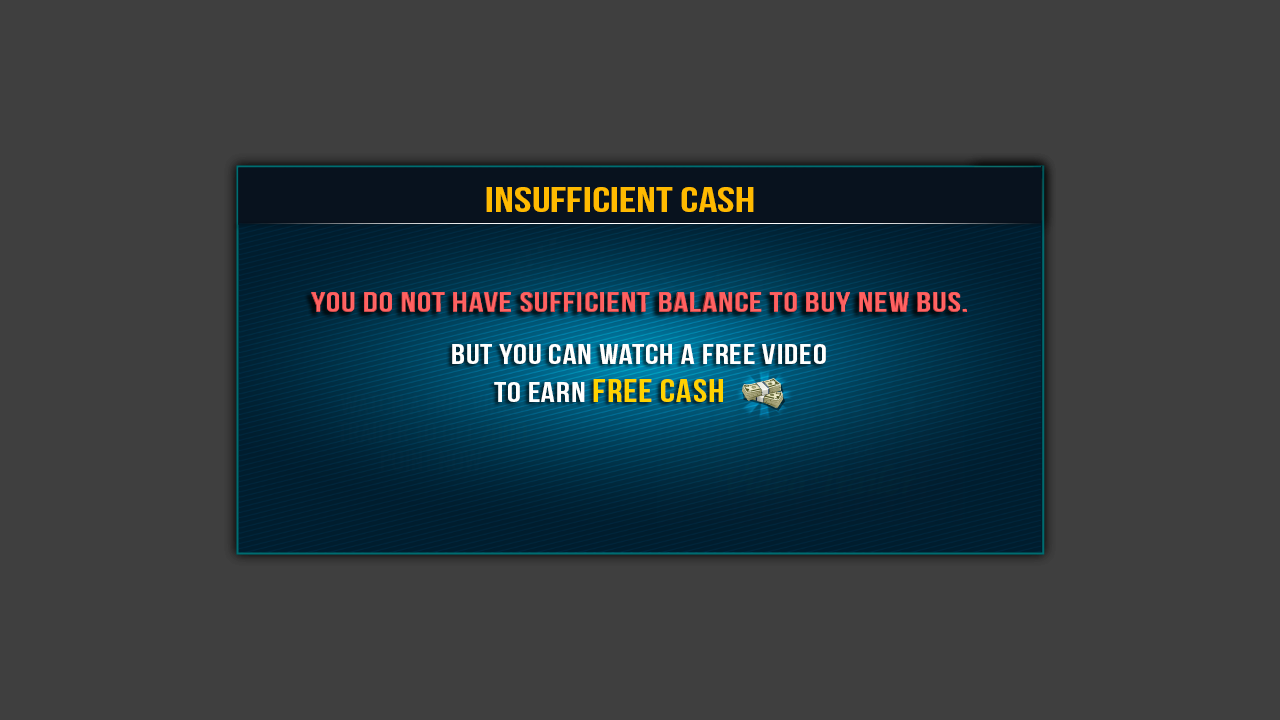 INSUFFICIENT CASH
YOU DO NOT HAVE SUFFICIENT BALANCE TO BUY NEW BUS.
BUT YOU CAN WATCH A FREE VIDEO
TO EARN FREE CASH